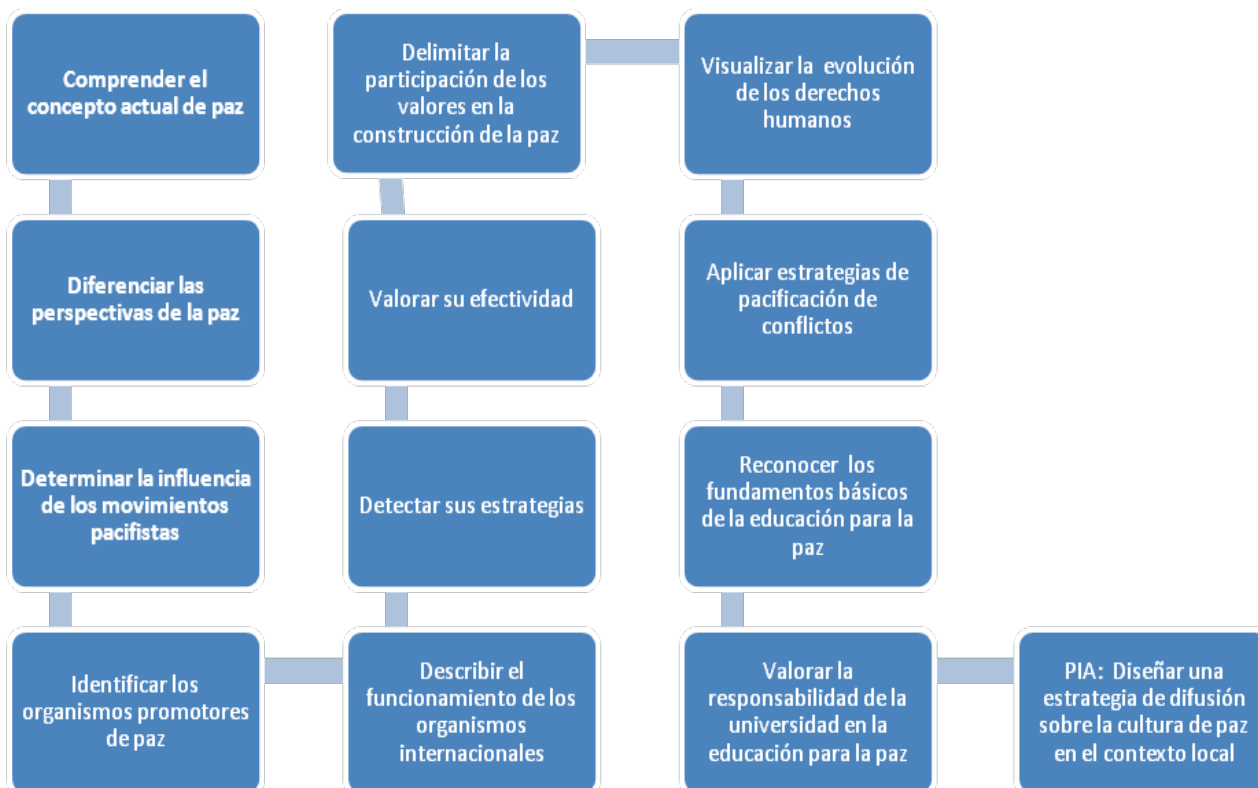 Comprender el
concepto actual de paz
Diferenciar las
perspectivas de la paz
Determinar la influencia
de los movimientos
pacifistas
Identificar los
organismos promotores
de paz
Describir el
funcionamiento de los
organismos
internacionales
Detectar sus estrategias
Valorar su efectividad
Delimitar la
participación de los
valores en la
construcción de la paz
Visualizar la evolución
de los derechos
humanos
Aplicar estrategias de
pacificación de
conflictos
Reconocer los
fundamentos básicos
de la educación para la
paz
Valorar la
responsabilidad de la
universidad en la
educación para la paz
PIA: Diseñar una
estrategia de difusión
sobre la cultura de paz
en el contexto local